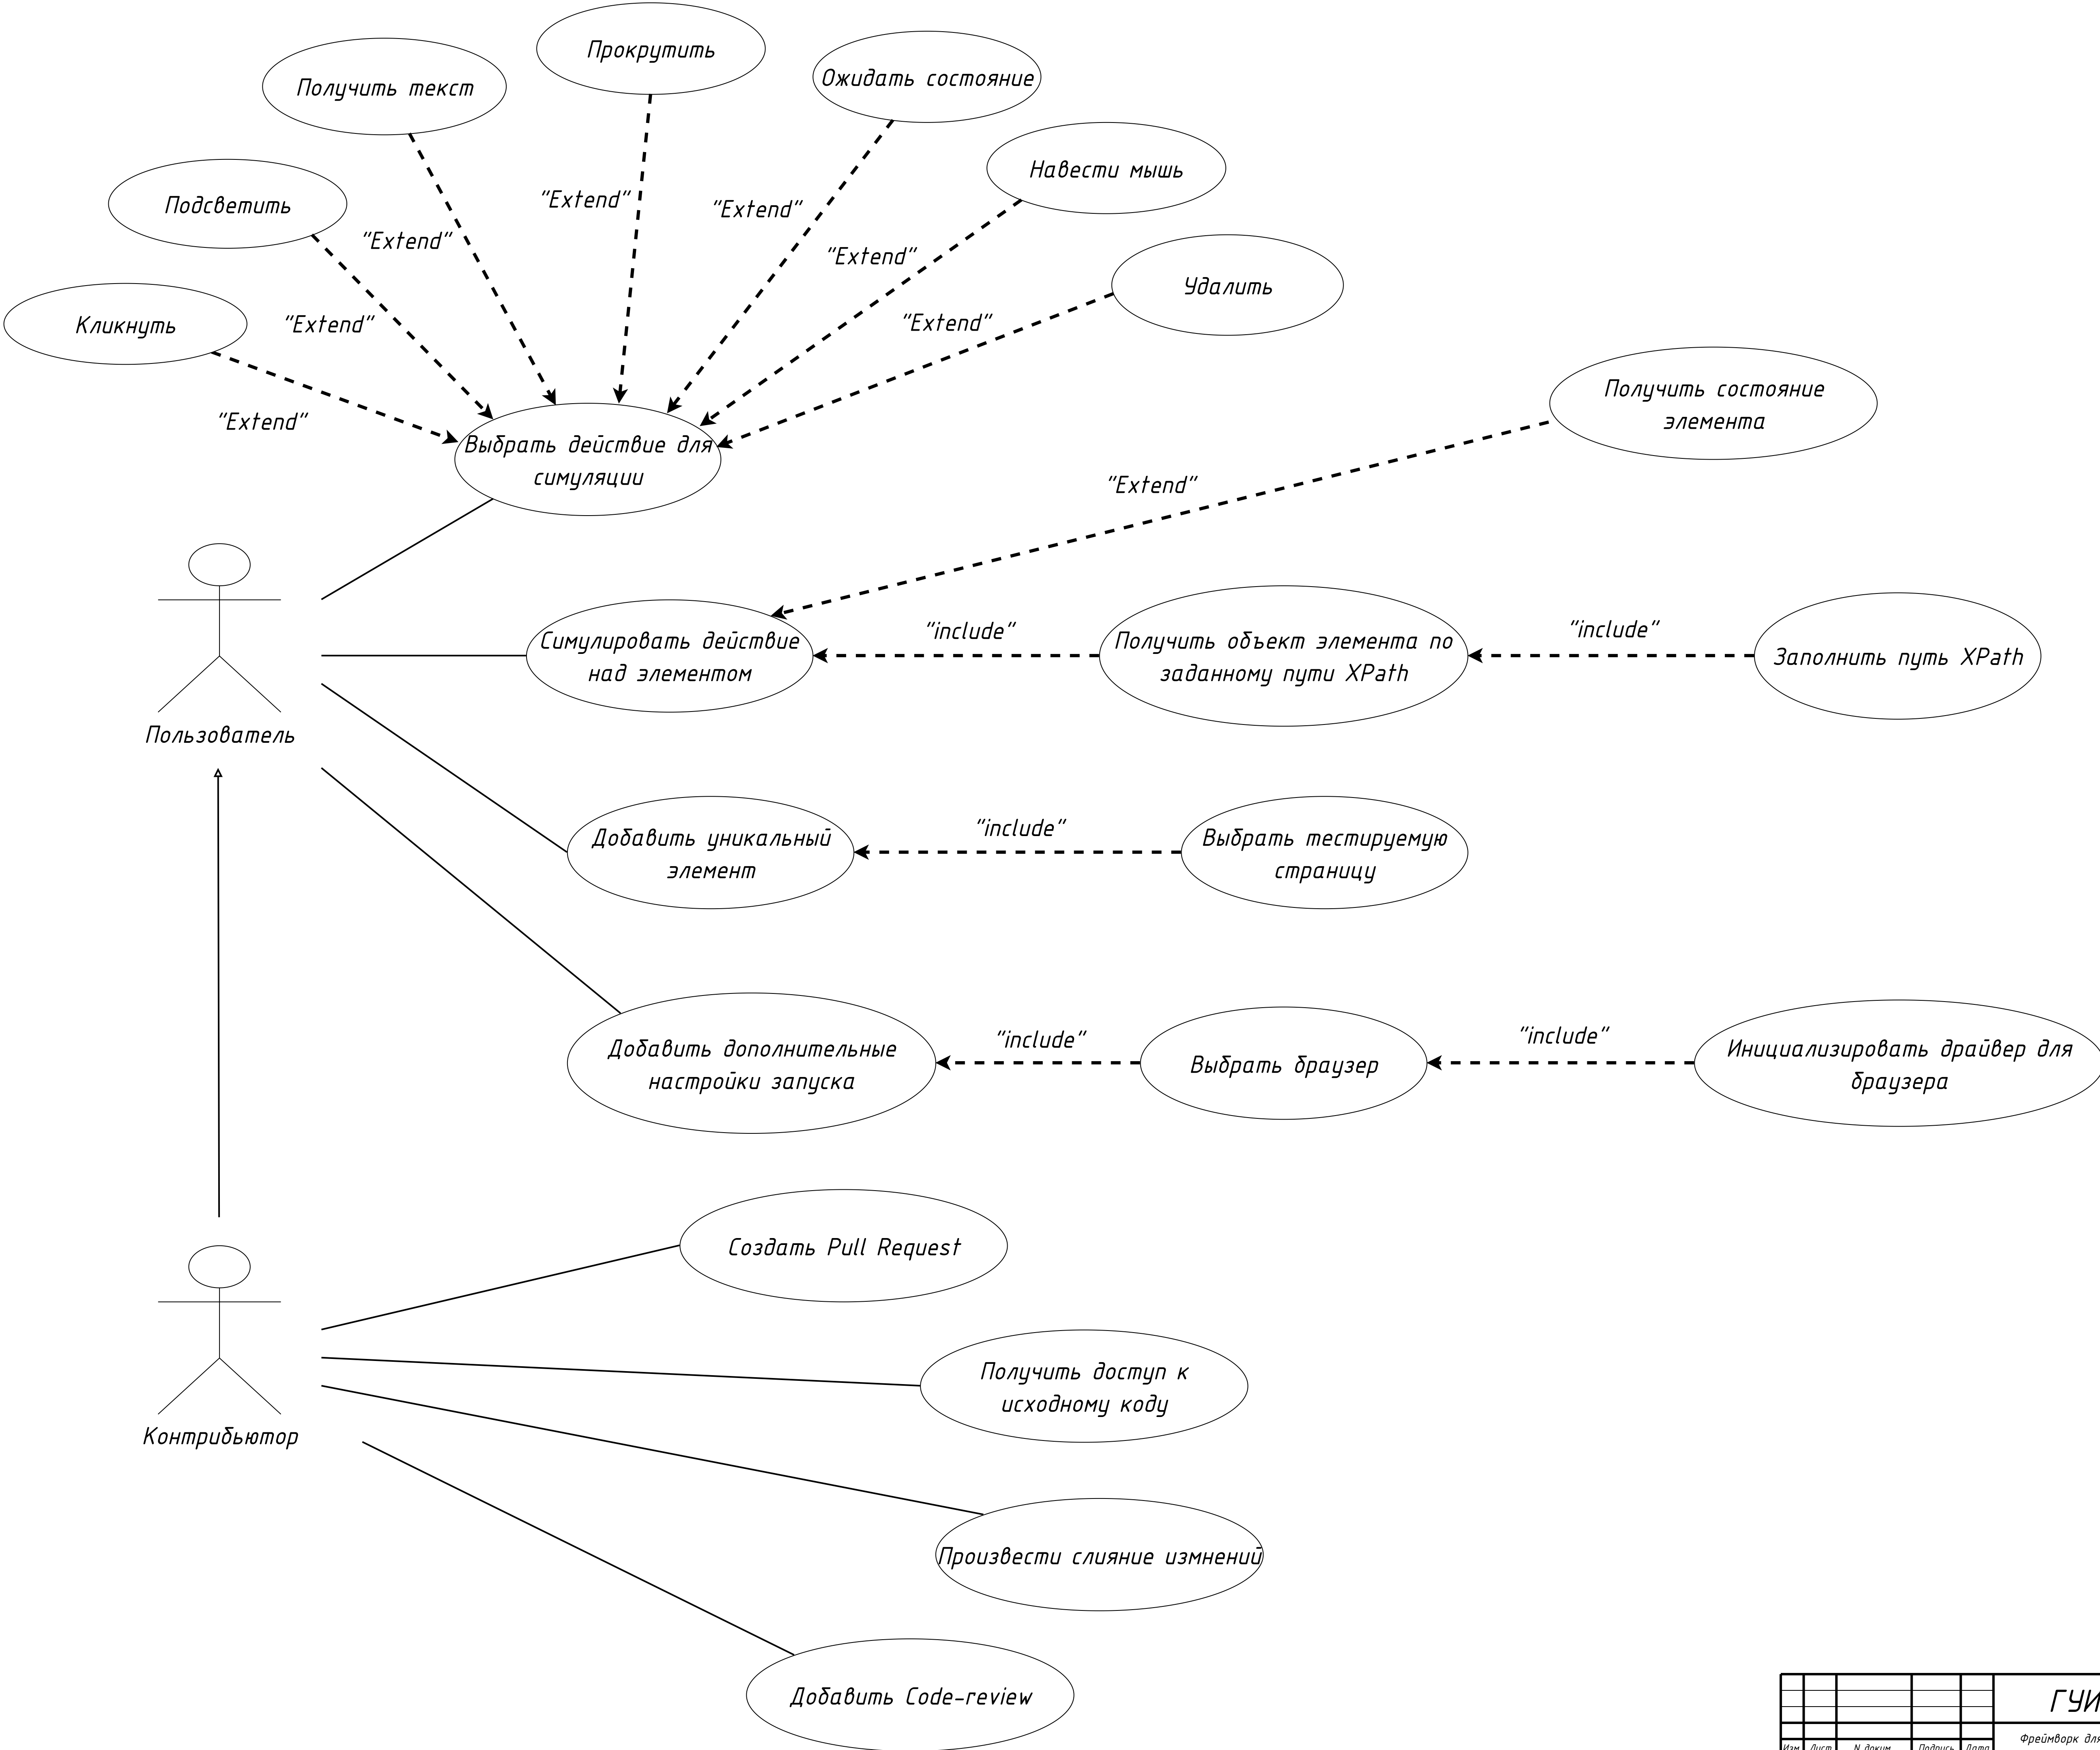 Прокрутить
Получить текст
Ожидать состояние
Навести мышь
Подсветить
"Extend"
"Extend"
"Extend"
"Extend"
Удалить
Кликнуть
"Extend"
"Extend"
"Extend"
Выбрать действие для
симуляции
Получить состояние
элемента
"Extend"
Симулировать действие
над элементом
"include"
Получить объект элемента по
заданному пути XPath
"include"
Заполнить путь XPath
Пользователь
Добавить уникальный
элемент
"include"
Выбрать тестируемую
страницу
Добавить дополнительные
настройки запуска
"include"
Выбрать браузер
"include"
Инициализировать драйвер для
браузера
Создать Pull Request
Получить доступ к
исходному коду
Контрибьютор
Произвести слияние измнений
Добавить Code-review
ГУИ
Фреймворк для
Изм
Лист
N докум.
Подпись
Дата